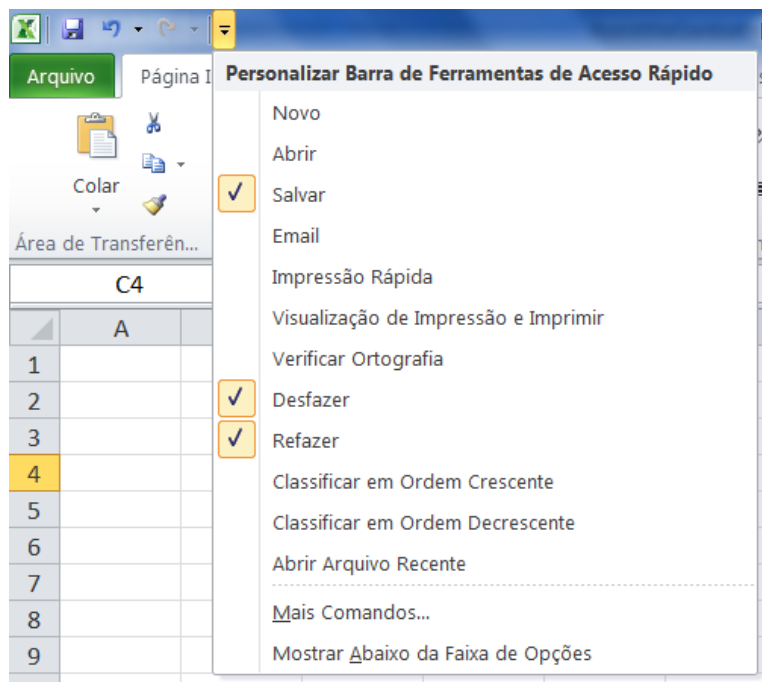 Arquivo
Página I
Personalizar Barra de Ferramentas de Acesso Rápido
Novo
Abrir
Colar
Salvar
Área de Transferên...
Email
C4
Impressão Rápida
A
Visualização de Impressão e Imprimir
1
Verificar Ortografia
2
Desfazer
3
Refazer
4
Classificar em Ordem Crescente
5
Classificar em Ordem Decrescente
6
Abrir Arquivo Recente
7
8
Mais Comandos...
9
Mostrar Abaixo da Faixa de Opções